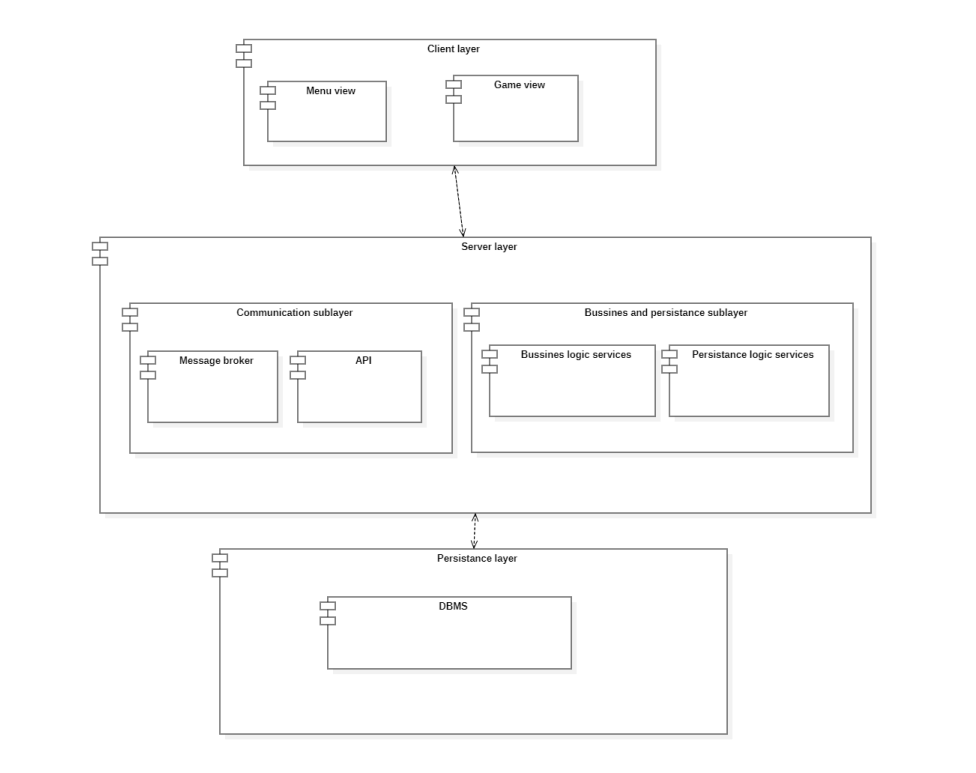 Client layer
Menu view
Game view
Server layer
Communication sublayer
Message broker
API
Bussines and persistance sublayer
Bussines logic services
Persistance logic services
Persistance layer
DBMS